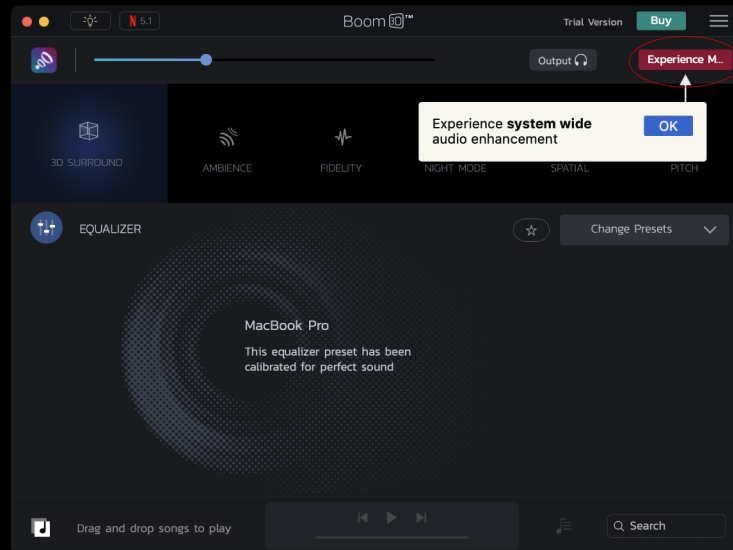 N 5.1
Boom 3D™
Trial Version
Buy
Output
Experience M...
Experience system wide
audio enhancement
OK
3D SURROUND
AMBIENCE
FIDELITY
NIGHT MODE
SPATIAL
PITCH
EQUALIZER
Change Presets
MacBook Pro
This equalizer preset has been
calibrated for perfect sound
Drag and drop songs to play
Search